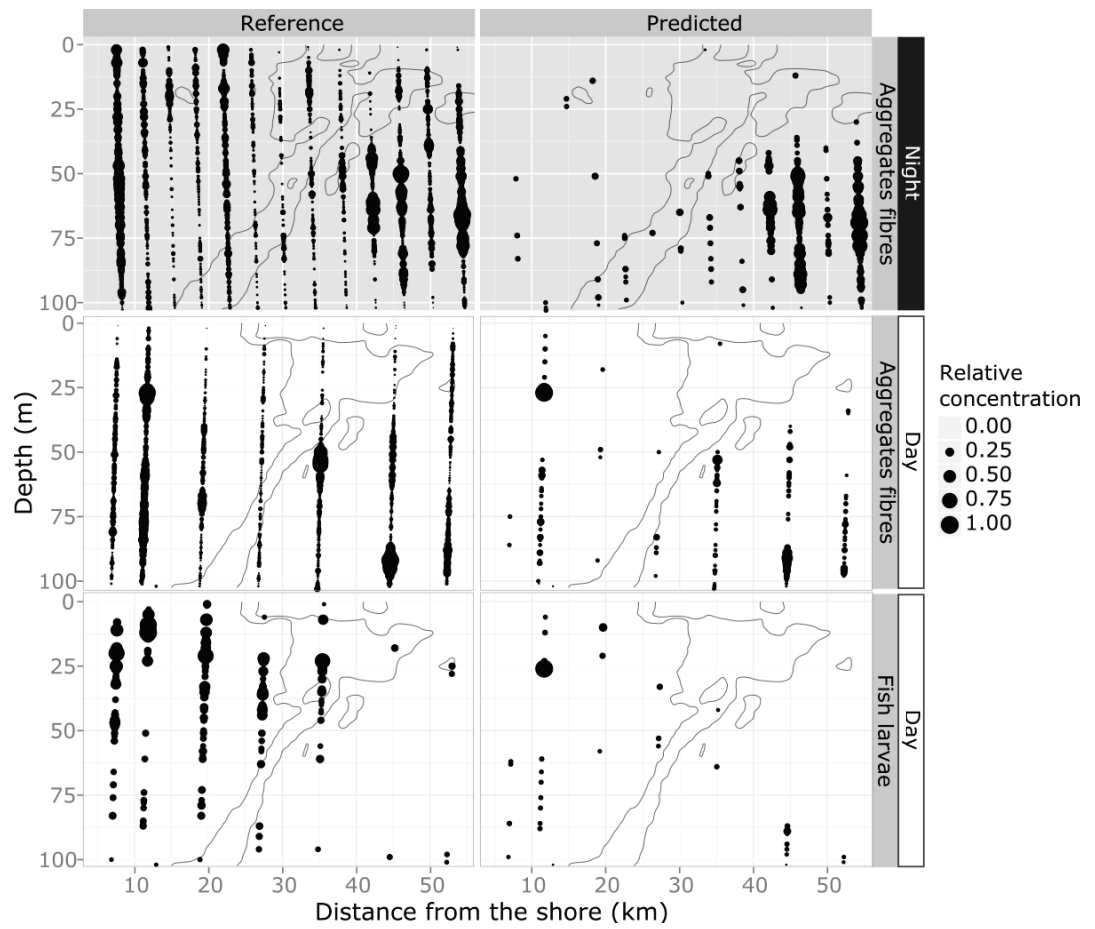 Reference Predicted
0
25
50
75
100
Aggregates fibres
Night
0
25
50
75
100
Aggregates fibres
Day
0
25
50
75
100
Fish larvae
Day
Depth (m)
10 20 30 40 50 10 20 30 40 50
Distance from the shore (km)
Relative
concentration
0.00
0.25
0.50
0.75
1.00